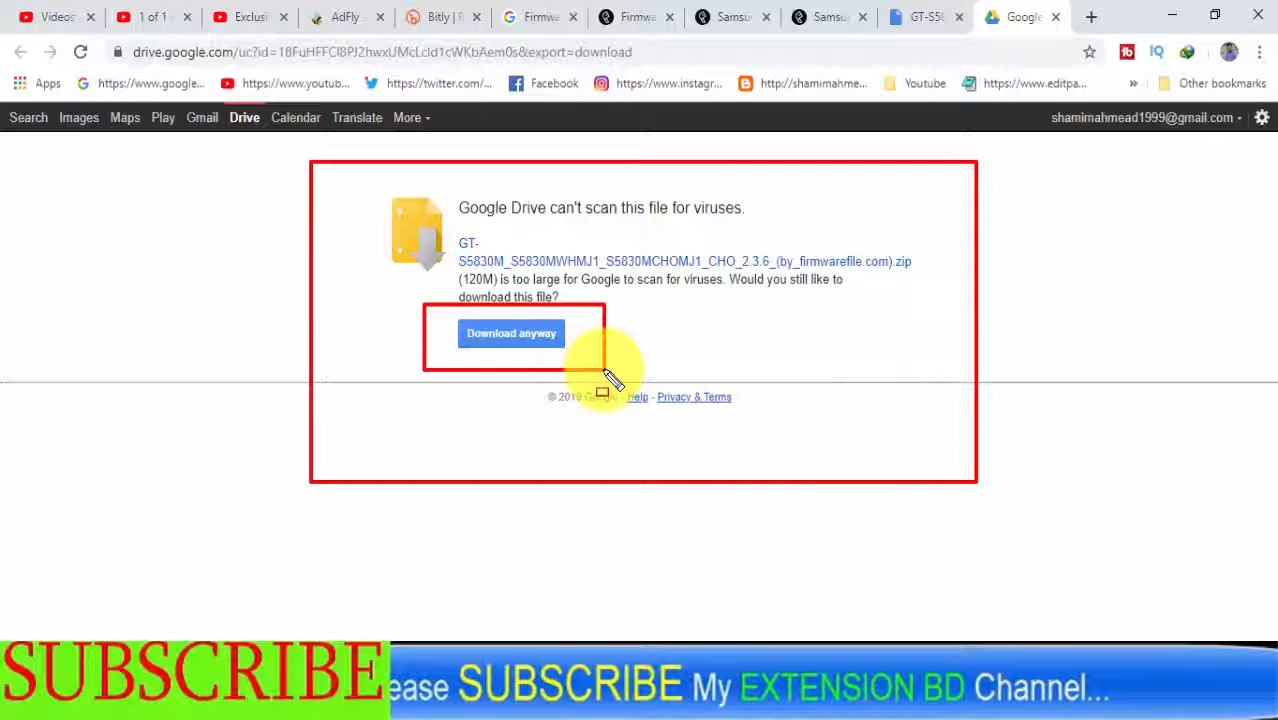 Videos
1 of 1
Exclusi
AdFly
Bitly | F
Firmwa
Firmw
Samsu
Samsu
GT-S58
Google
drive.google.com/uc?id=18FuHFFCl8PJ2hwxUMcLcId1cWKbAem0s&export=download
Apps
https://www.google...
https://www.youtub...
https://twitter.com/...
Facebook
https://www.instagr...
http://shamimahme...
Youtube
https://www.editpa...
»
Other bookmarks
Search Images Maps Play Gmail Drive Calendar Translate More
shamimahmead1999@gmail.com
Google Drive can't scan this file for viruses.
GT-
S5830M_S5830MWHMJ1_S5830MCHOMJ1_CHO_2.3.6_(by_firmwarefile.com).zip
(120M) is too large for Google to scan for viruses. Would you still like to
download this file?
Download anyway
© 2019 Google - Help - Privacy & Terms
SUBSCRIBE
ease SUBSCRIBE My EXTENSION BD Channel...